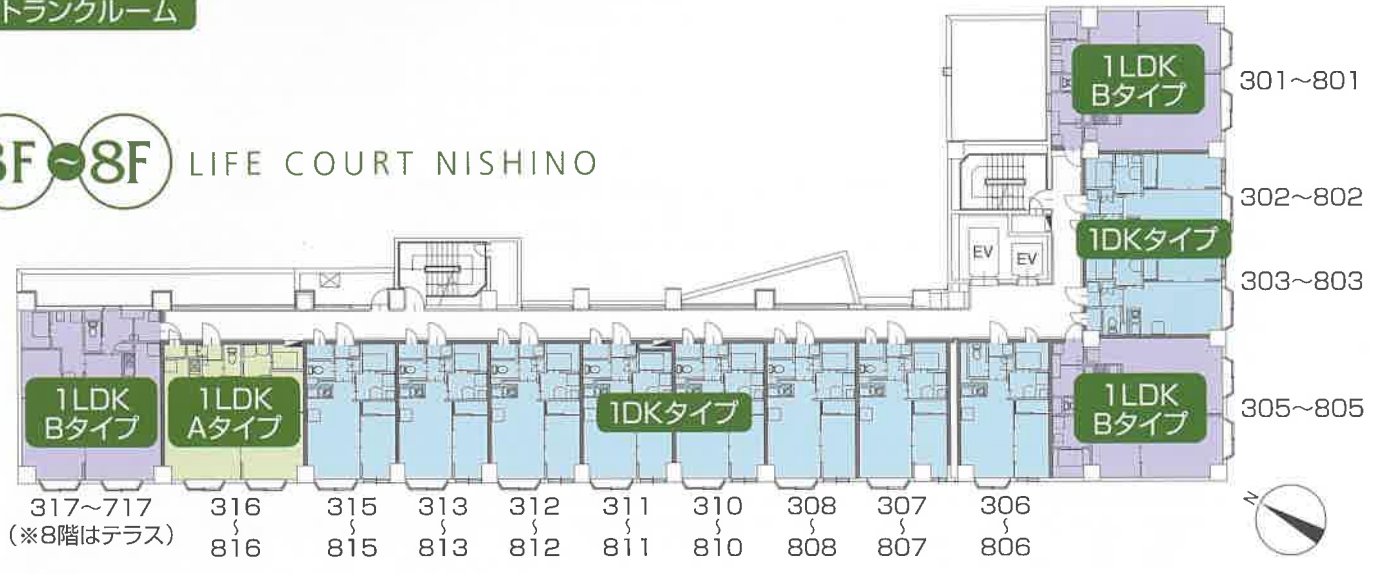 トランクルーム
3F～8F LIFE COURT NISHINO
1LDK
Bタイプ
301～801
302～802
1DKタイプ
303～803
EV
EV
1LDK
Bタイプ
305～805
1LDK
Bタイプ
1LDK
Aタイプ
1DKタイプ
317～717
(※8階はテラス)
316
～
816
315
～
815
313
～
813
312
～
812
311
～
811
310
～
810
308
～
808
307
～
807
306
～
806
N